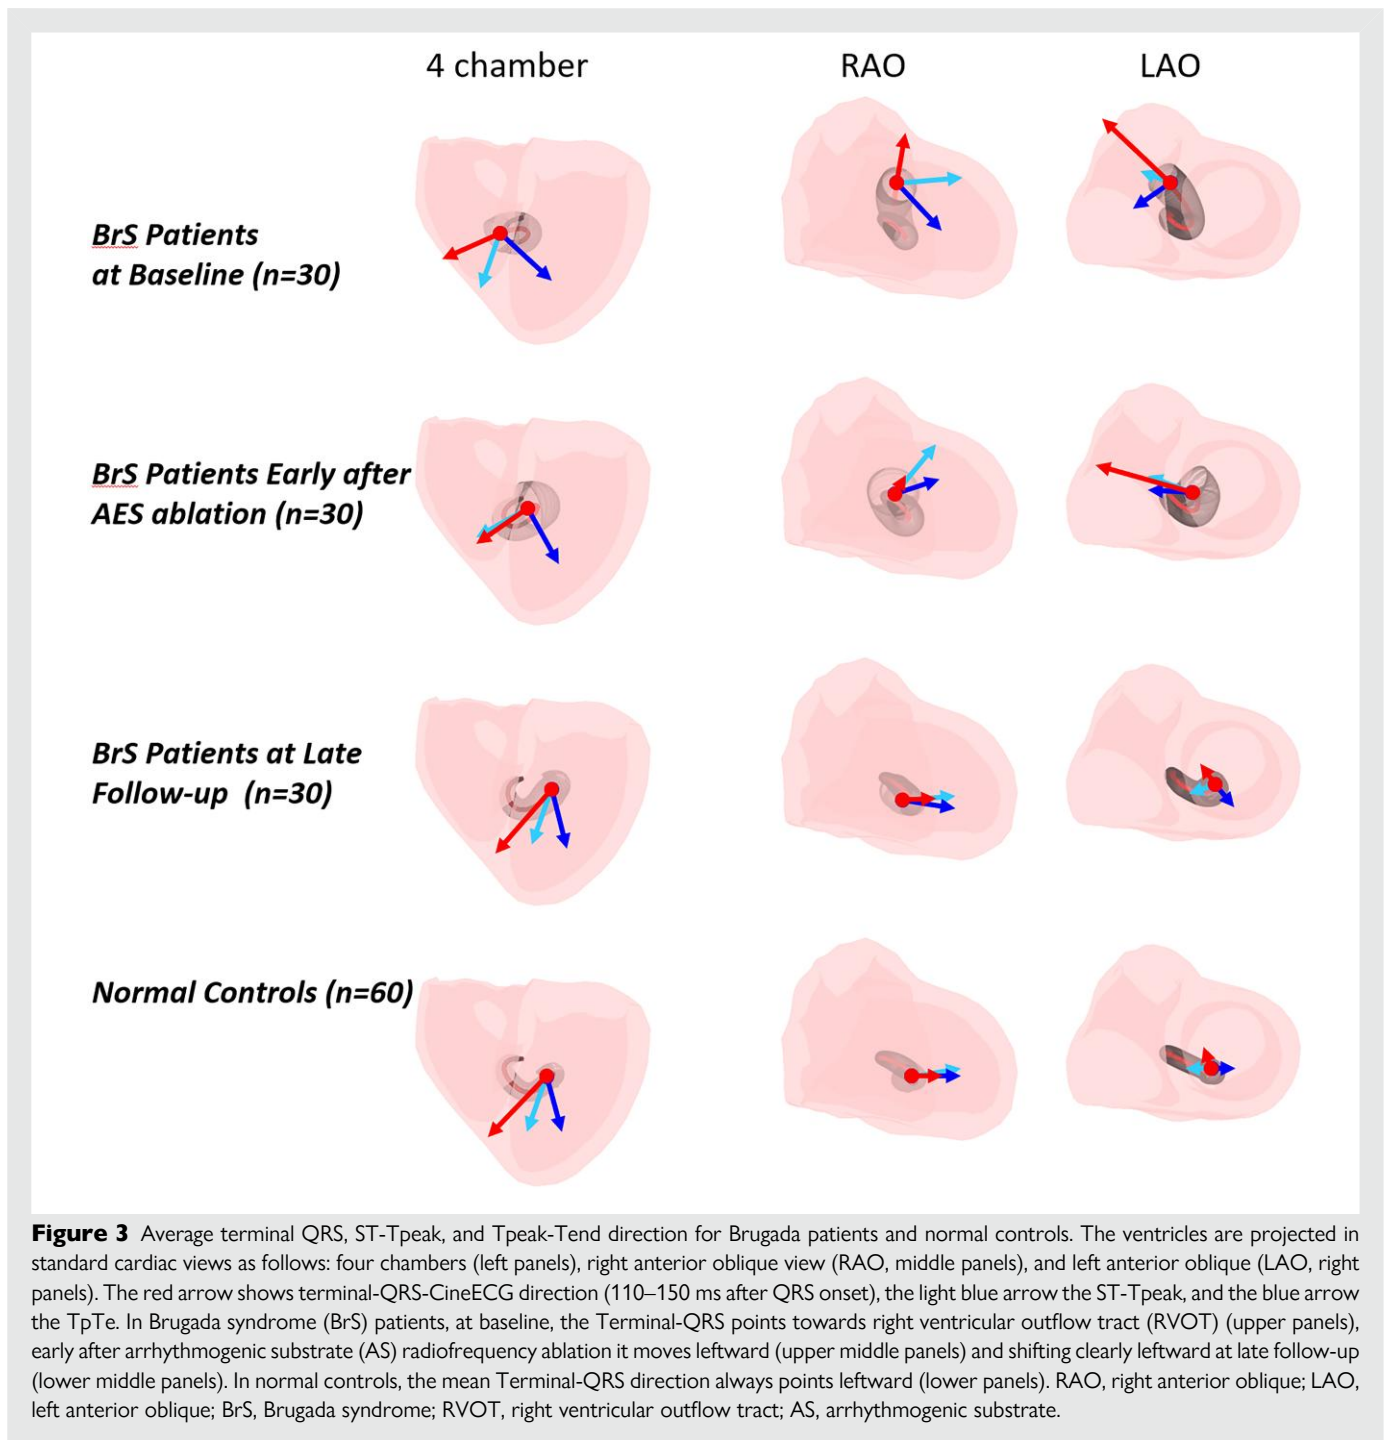 4 chamber RAO LAO
BrS Patients
at Baseline (n=30)
BrS Patients Early after
AES ablation (n=30)
BrS Patients at Late
Follow-up (n=30)
Normal Controls (n=60)
Figure 3 Average terminal QRS, ST-Tpeak, and Tpeak-Tend direction for Brugada patients and normal controls. The ventricles are projected in
standard cardiac views as follows: four chambers (left panels), right anterior oblique view (RAO, middle panels), and left anterior oblique (LAO, right
panels). The red arrow shows terminal-QRS-CineECG direction (110–150 ms after QRS onset), the light blue arrow the ST-Tpeak, and the blue arrow
the TpTe. In Brugada syndrome (BrS) patients, at baseline, the Terminal-QRS points towards right ventricular outflow tract (RVOT) (upper panels),
early after arrhythmogenic substrate (AS) radiofrequency ablation it moves leftward (upper middle panels) and shifting clearly leftward at late follow-up
(lower middle panels). In normal controls, the mean Terminal-QRS direction always points leftward (lower panels). RAO, right anterior oblique; LAO,
left anterior oblique; BrS, Brugada syndrome; RVOT, right ventricular outflow tract; AS, arrhythmogenic substrate.